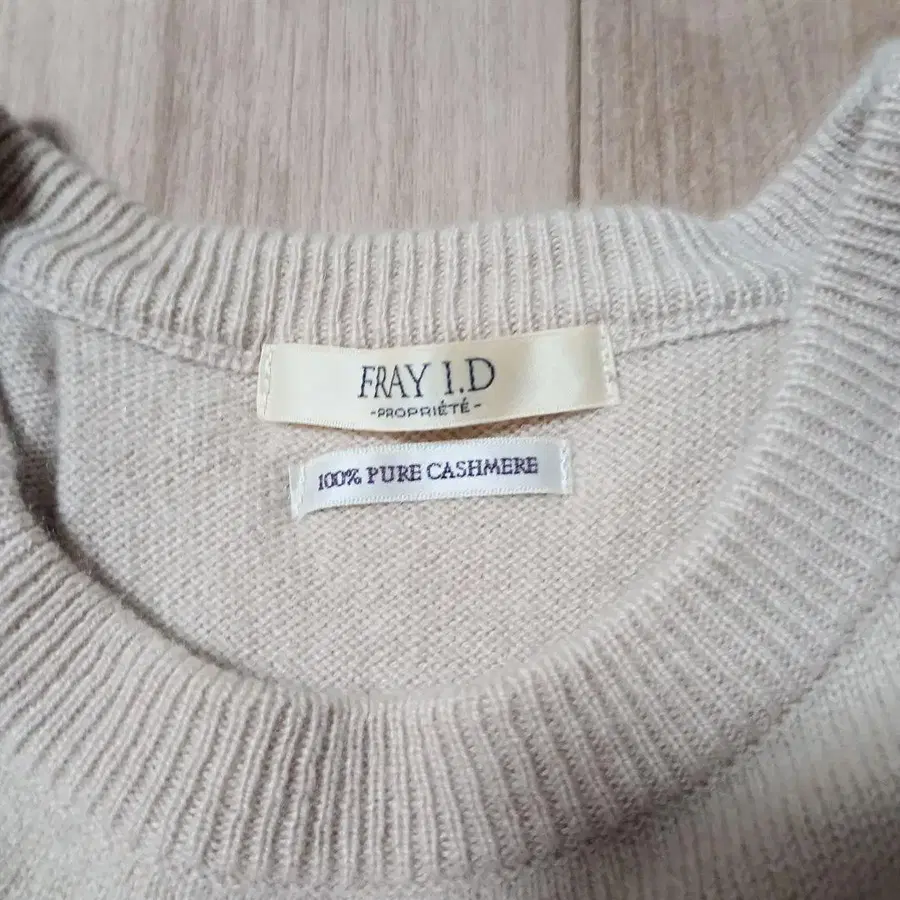 FRAY I.D
-PROPRIÉTÉ-
100% PURE CASHMERE